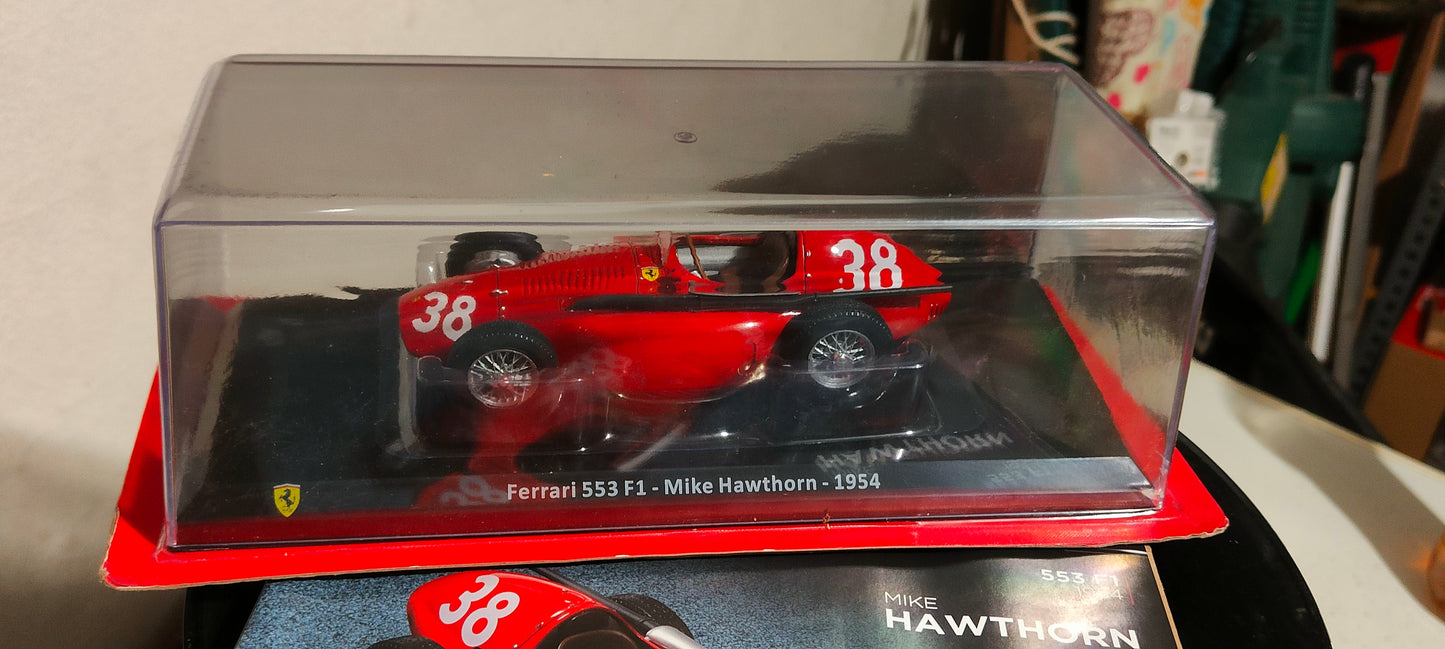 38
38
Ferrari 553 F1 - Mike Hawthorn - 1954
38
553 F1
MIKE
HAWTHORN